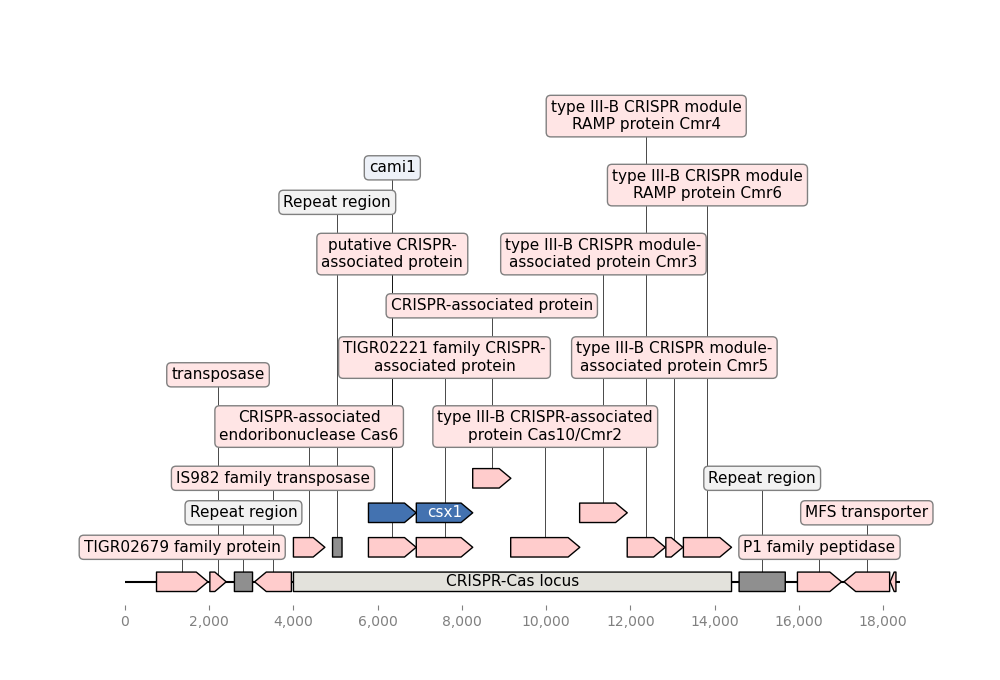 type III-B CRISPR module
RAMP protein Cmr4
cami1
type III-B CRISPR module
RAMP protein Cmr6
Repeat region
putative CRISPR-
associated protein
type III-B CRISPR module-
associated protein Cmr3
CRISPR-associated protein
TIGR02221 family CRISPR-
associated protein
type III-B CRISPR module-
associated protein Cmr5
transposase
CRISPR-associated
endoribonuclease Cas6
type III-B CRISPR-associated
protein Cas10/Cmr2
IS982 family transposase
Repeat region
Repeat region
csx1
MFS transporter
TIGR02679 family protein
P1 family peptidase
CRISPR-Cas locus
0 2,000 4,000 6,000 8,000 10,000 12,000 14,000 16,000 18,000